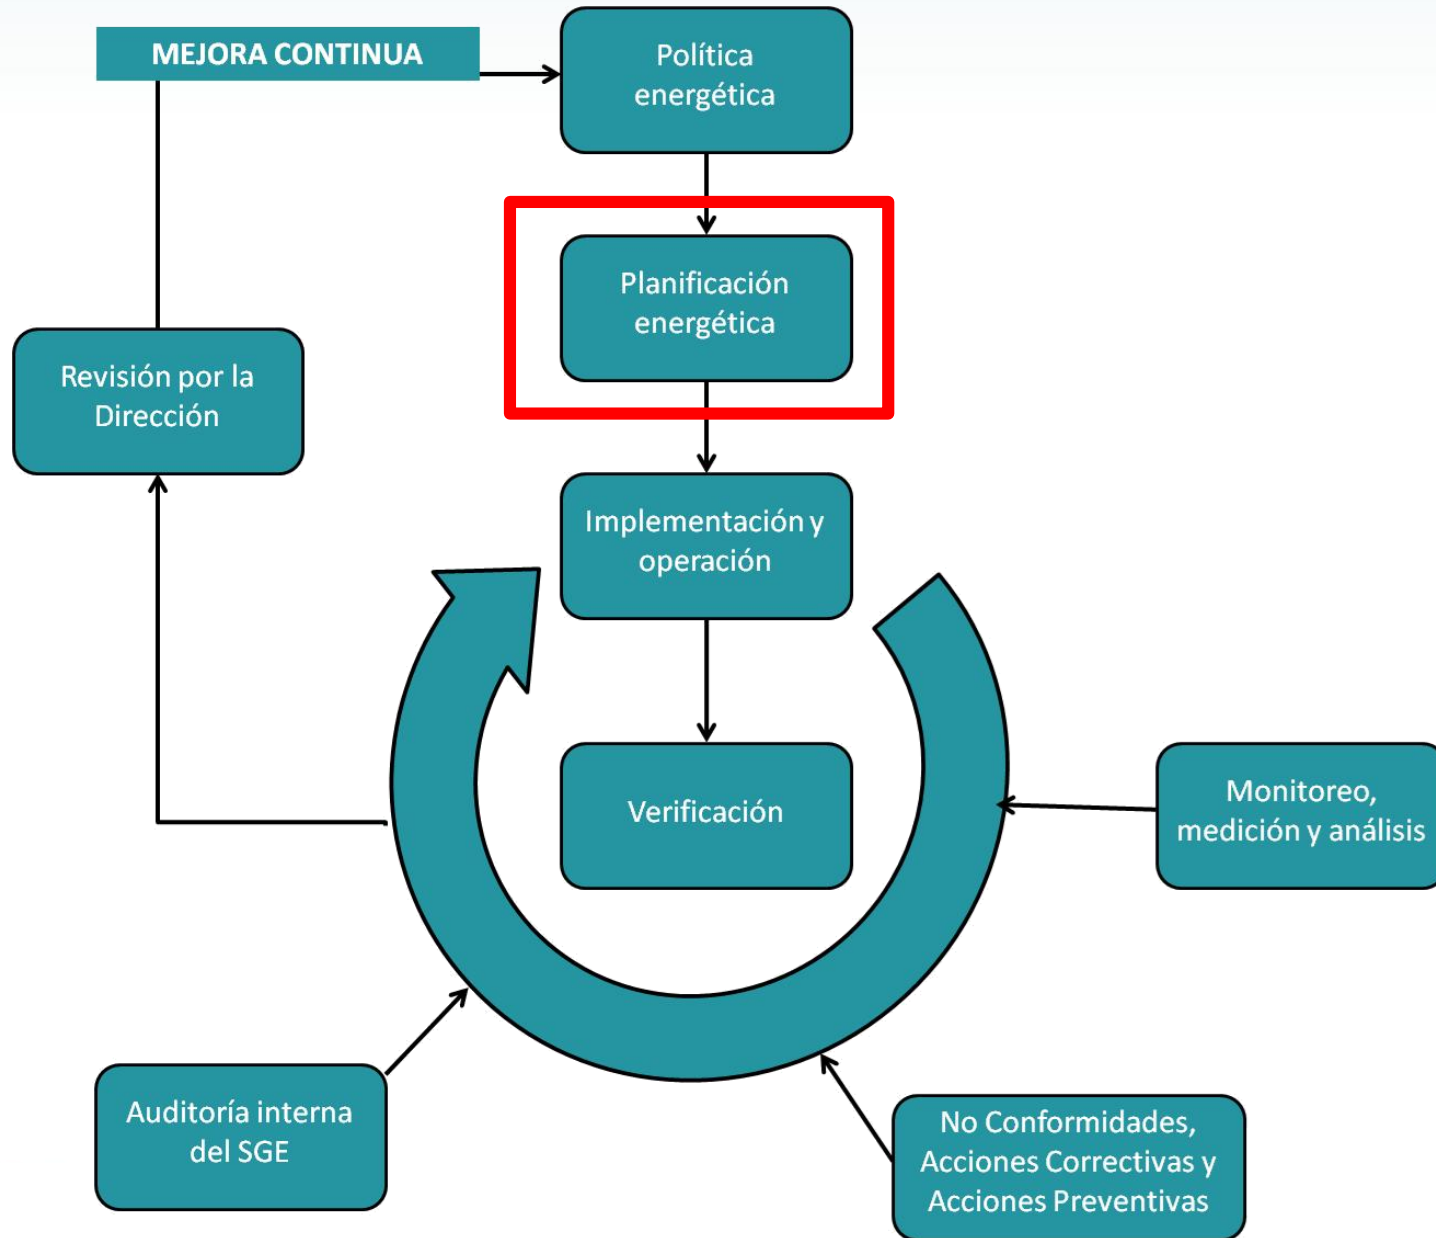 MEJORA CONTINUA
Política
energética
Planificación
energética
Revisión por la
Dirección
Implementación y
operación
Verificación
Monitoreo,
medición y análisis
Auditoría interna
del SGE
No Conformidades,
Acciones Correctivas y
Acciones Preventivas